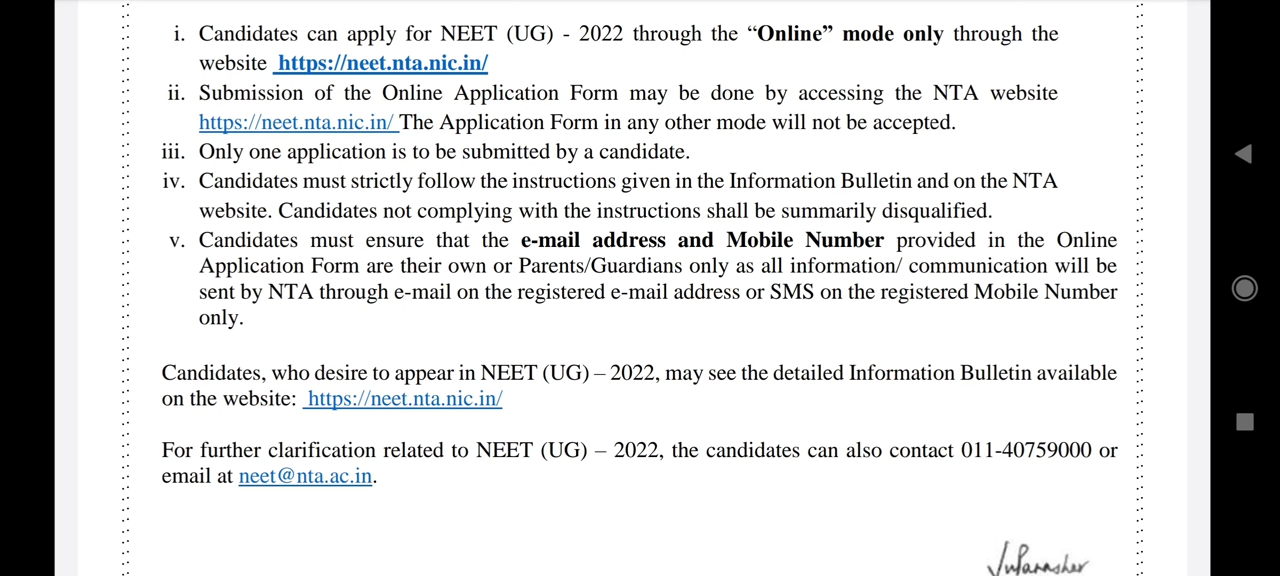 i. Candidates can apply for NEET (UG) - 2022 through the “Online” mode only through the
website https://neet.nta.nic.in/
ii. Submission of the Online Application Form may be done by accessing the NTA website
https://neet.nta.nic.in/ The Application Form in any other mode will not be accepted.
iii. Only one application is to be submitted by a candidate.
iv. Candidates must strictly follow the instructions given in the Information Bulletin and on the NTA
website. Candidates not complying with the instructions shall be summarily disqualified.
v. Candidates must ensure that the e-mail address and Mobile Number provided in the Online
Application Form are their own or Parents/Guardians only as all information/ communication will be
sent by NTA through e-mail on the registered e-mail address or SMS on the registered Mobile Number
only.
Candidates, who desire to appear in NEET (UG) – 2022, may see the detailed Information Bulletin available
on the website: https://neet.nta.nic.in/
For further clarification related to NEET (UG) – 2022, the candidates can also contact 011-40759000 or
email at neet@nta.ac.in.